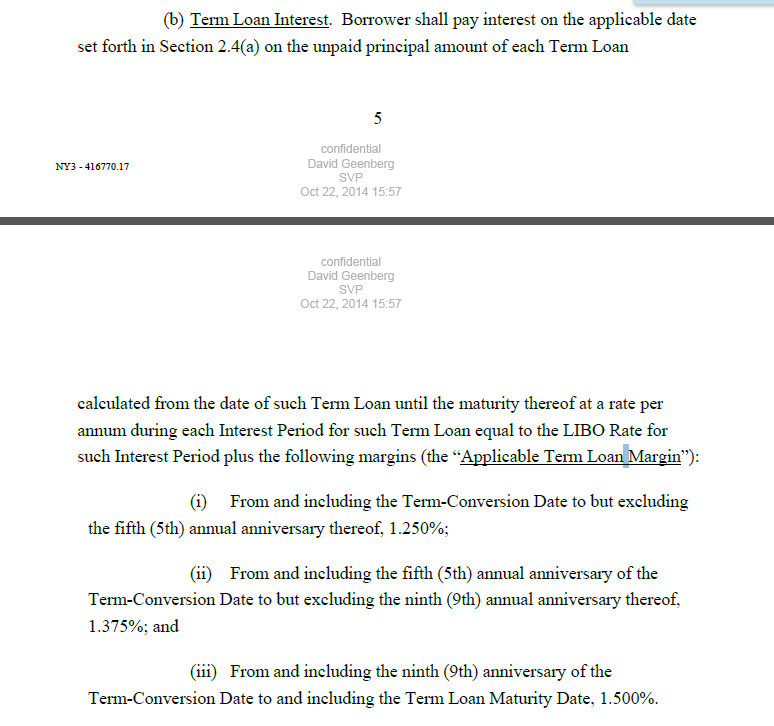 (b) Term Loan Interest. Borrower shall pay interest on the applicable date
set forth in Section 2.4(a) on the unpaid principal amount of each Term Loan
5
confidential
NY3 - 416770.17
David Geenberg
SVP
Oct 22, 2014 15:57
confidential
David Geenberg
SVP
Oct 22, 2014 15:57
calculated from the date of such Term Loan until the maturity thereof at a rate per
annum during each Interest Period for such Term Loan equal to the LIBO Rate for
such Interest Period plus the following margins (the “Applicable Term Loan Margin”):
(i) From and including the Term-Conversion Date to but excluding
the fifth (5th) annual anniversary thereof, 1.250%;
(ii) From and including the fifth (5th) annual anniversary of the
Term-Conversion Date to but excluding the ninth (9th) annual anniversary thereof,
1.375%; and
(iii) From and including the ninth (9th) anniversary of the
Term-Conversion Date to and including the Term Loan Maturity Date, 1.500%.